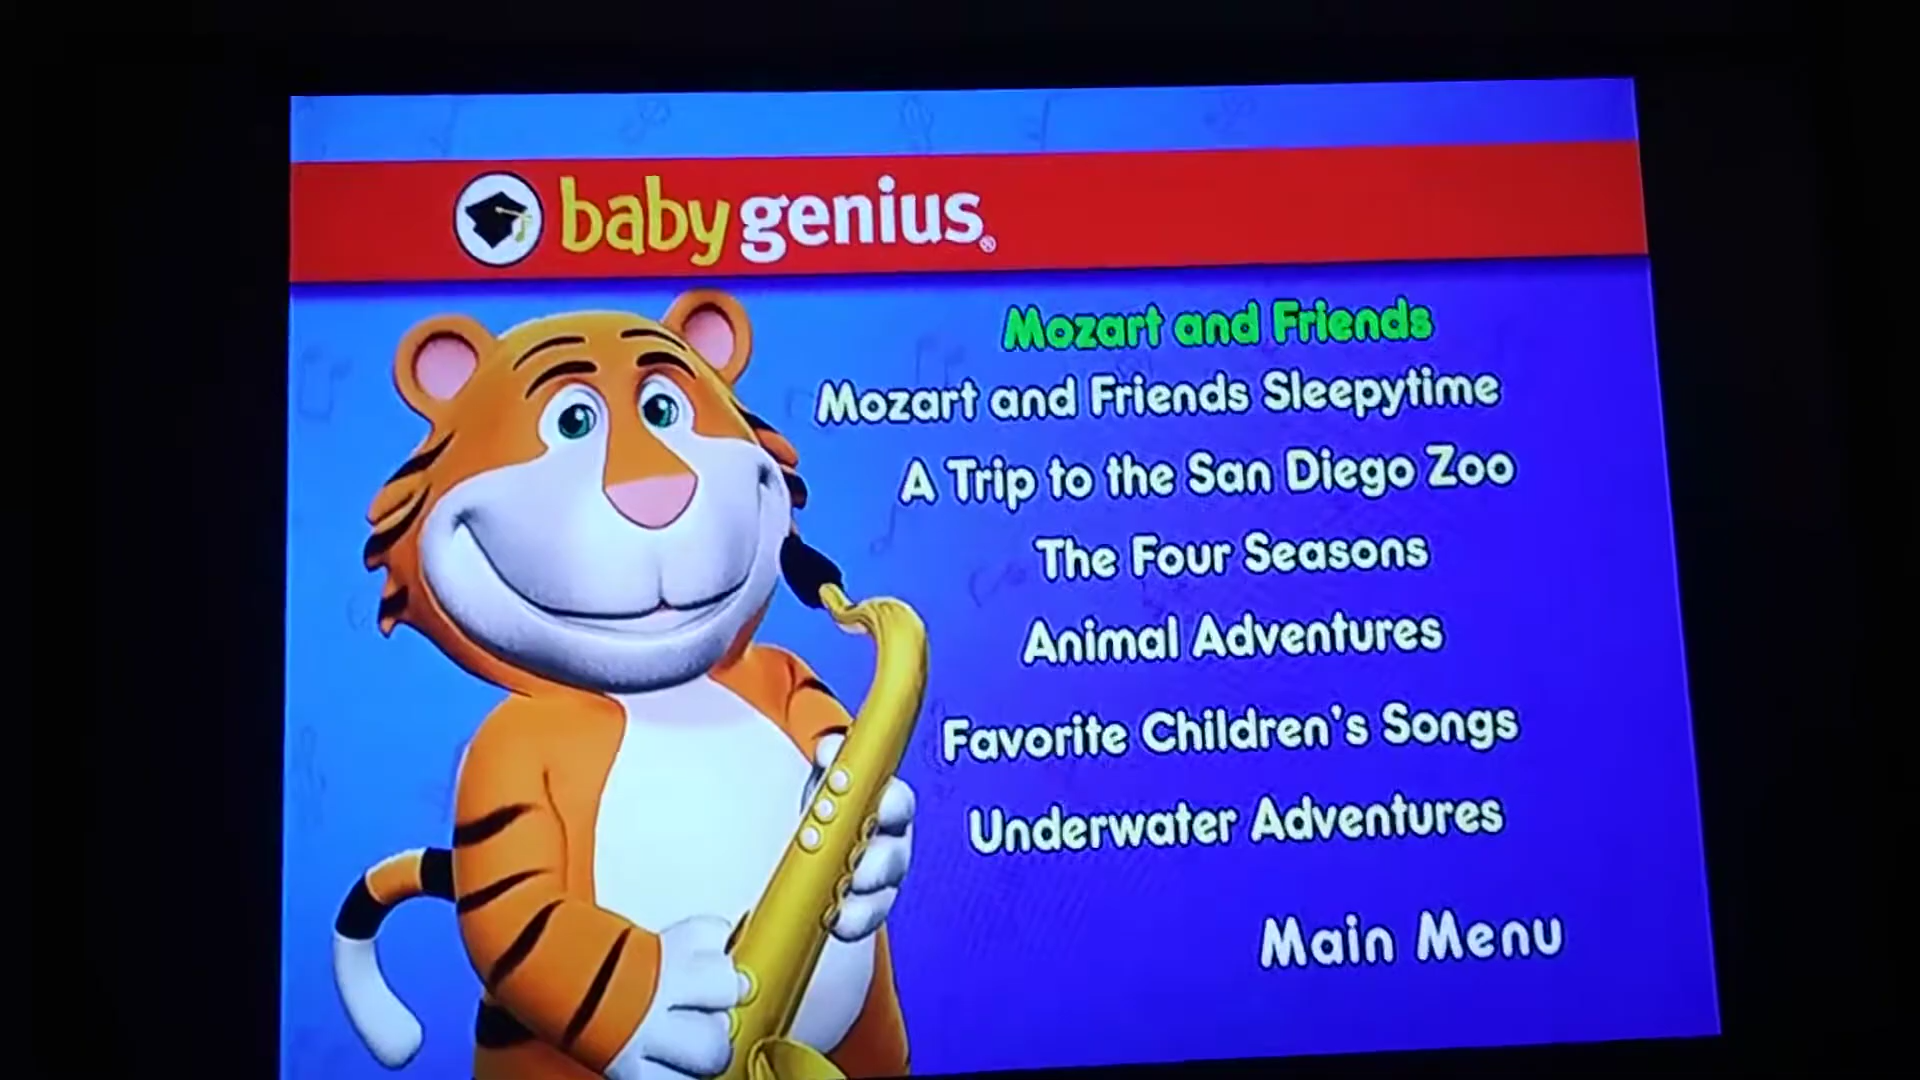 baby genius®
Mozart and Friends
Mozart and Friends Sleepytime
A Trip to the San Diego Zoo
The Four Seasons
Animal Adventures
Favorite Children's Songs
Underwater Adventures
Main Menu